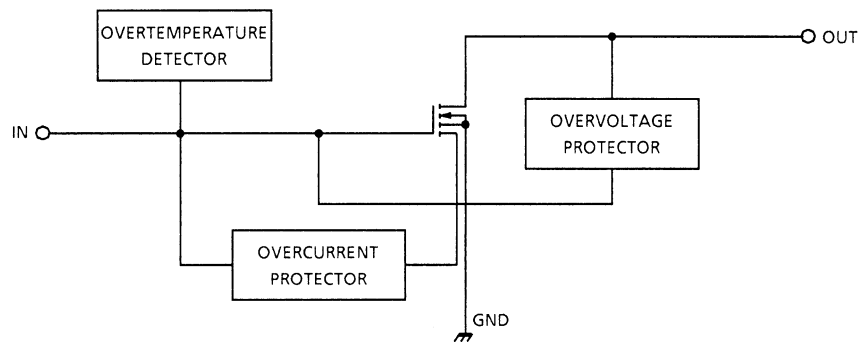 OVERTEMPERATURE
DETECTOR
OUT
IN
OVERVOLTAGE
PROTECTOR
OVERCURRENT
PROTECTOR
GND